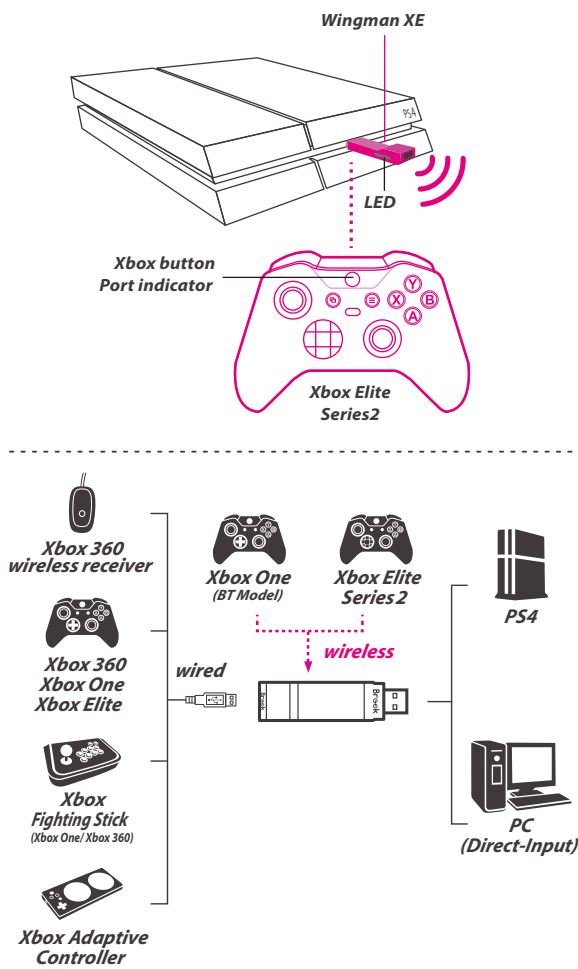 Wingman XE
PS4
LED
Xbox button
Port indicator
Y
X
B
A
Xbox Elite
Series2
Xbox 360
wireless receiver
Xbox One
(BT Model)
Xbox Elite
Series 2
PS4
wireless
Xbox 360
Xbox One
Xbox Elite
wired
Brook
Brook
Xbox
Fighting Stick
(Xbox One/ Xbox 360)
PC
(Direct-Input)
Xbox Adaptive
Controller